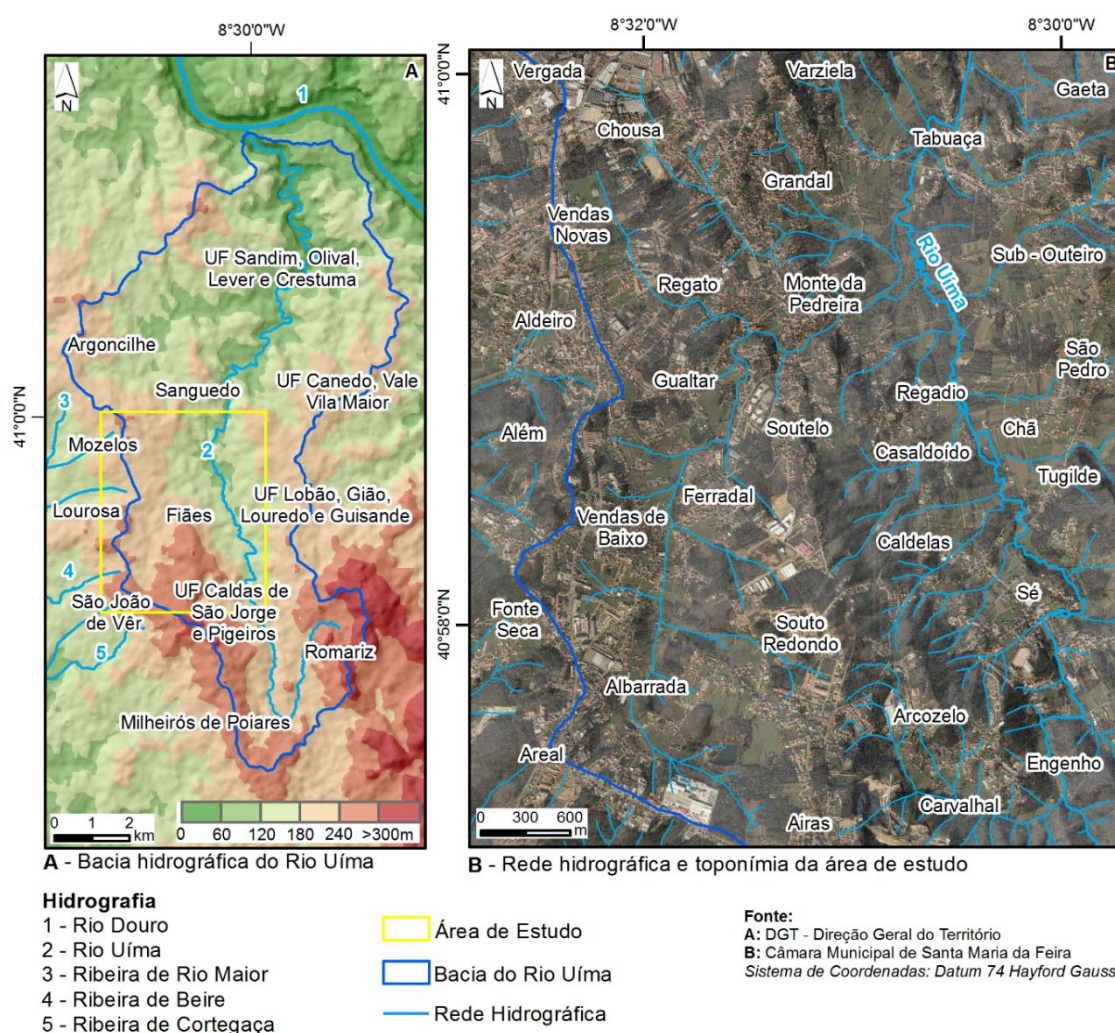 8°30'0"W
A
N
1
UF Sandim, Olival,
Lever e Crestuma
Argoncilhe
Sanguedo
UF Canedo, Vale
Vila Maior
41°0'0"N
3
Mozelos
2
Lourosa
Fiães
UF Lobão, Gião,
Louredo e Guisande
4
São João
de Vêr
UF Caldas de
São Jorge
e Pigeiros
5
Romariz
Milheirós de Poiares
0 1 2
km
0 60 120 180 240 >300m
A - Bacia hidrográfica do Rio Uíma
8°32'0"W
8°30'0"W
41°0'0"N
40°58'0"N
B
N
Vergada
Varziela
Gaeta
Chousa
Tabuaça
Grandal
Vendas
Novas
Rio Uíma
Sub - Outeiro
Regato
Monte da
Pedreira
Aldeiro
São
Pedro
Gualtar
Regadio
Além
Soutelo
Chã
Casaldoído
Tugilde
Ferradal
Vendas de
Baixo
Caldelas
Sé
Fonte
Seca
Souto
Redondo
Albarrada
Arcozelo
Areal
Engenho
Carvalhal
Airas
0 300 600
m
B - Rede hidrográfica e toponímia da área de estudo
Hidrografia
1 - Rio Douro
2 - Rio Uíma
3 - Ribeira de Rio Maior
4 - Ribeira de Beire
5 - Ribeira de Cortegaça
Área de Estudo
Bacia do Rio Uíma
Rede Hidrográfica
Fonte:
A: DGT - Direção Geral do Território
B: Câmara Municipal de Santa Maria da Feira
Sistema de Coordenadas: Datum 74 Hayford Gauss